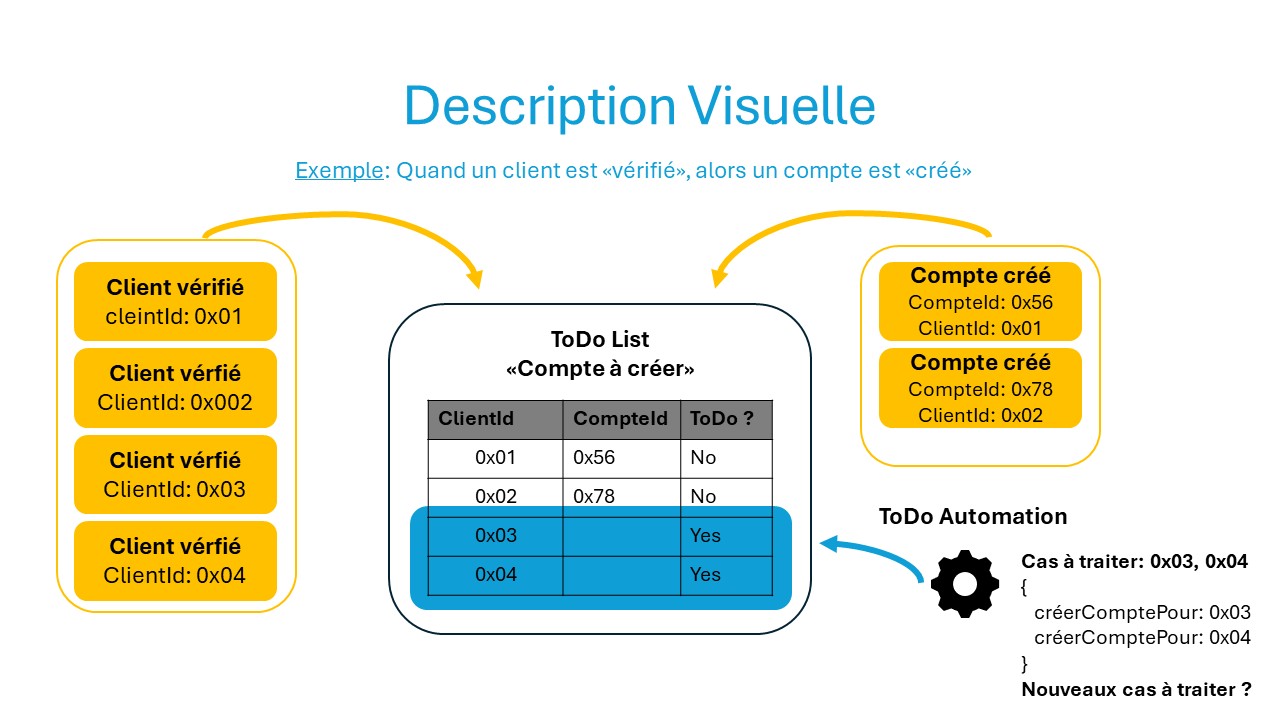 Description Visuelle
Exemple: Quand un client est «vérifié», alors un compte est «créé»
Client vérifié
cleintId: 0x01
Client vérfié
ClientId: 0x002
Client vérfié
ClientId: 0x03
Client vérfié
ClientId: 0x04
ToDo List
«Compte à créer»
ClientId CompteId ToDo ?
0x01 0x56 No
0x02 0x78 No
0x03 Yes
0x04 Yes
Compte créé
CompteId: 0x56
ClientId: 0x01
Compte créé
CompteId: 0x78
ClientId: 0x02
ToDo Automation
Cas à traiter: 0x03, 0x04
{
créerComptePour: 0x03
créerComptePour: 0x04
}
Nouveaux cas à traiter ?